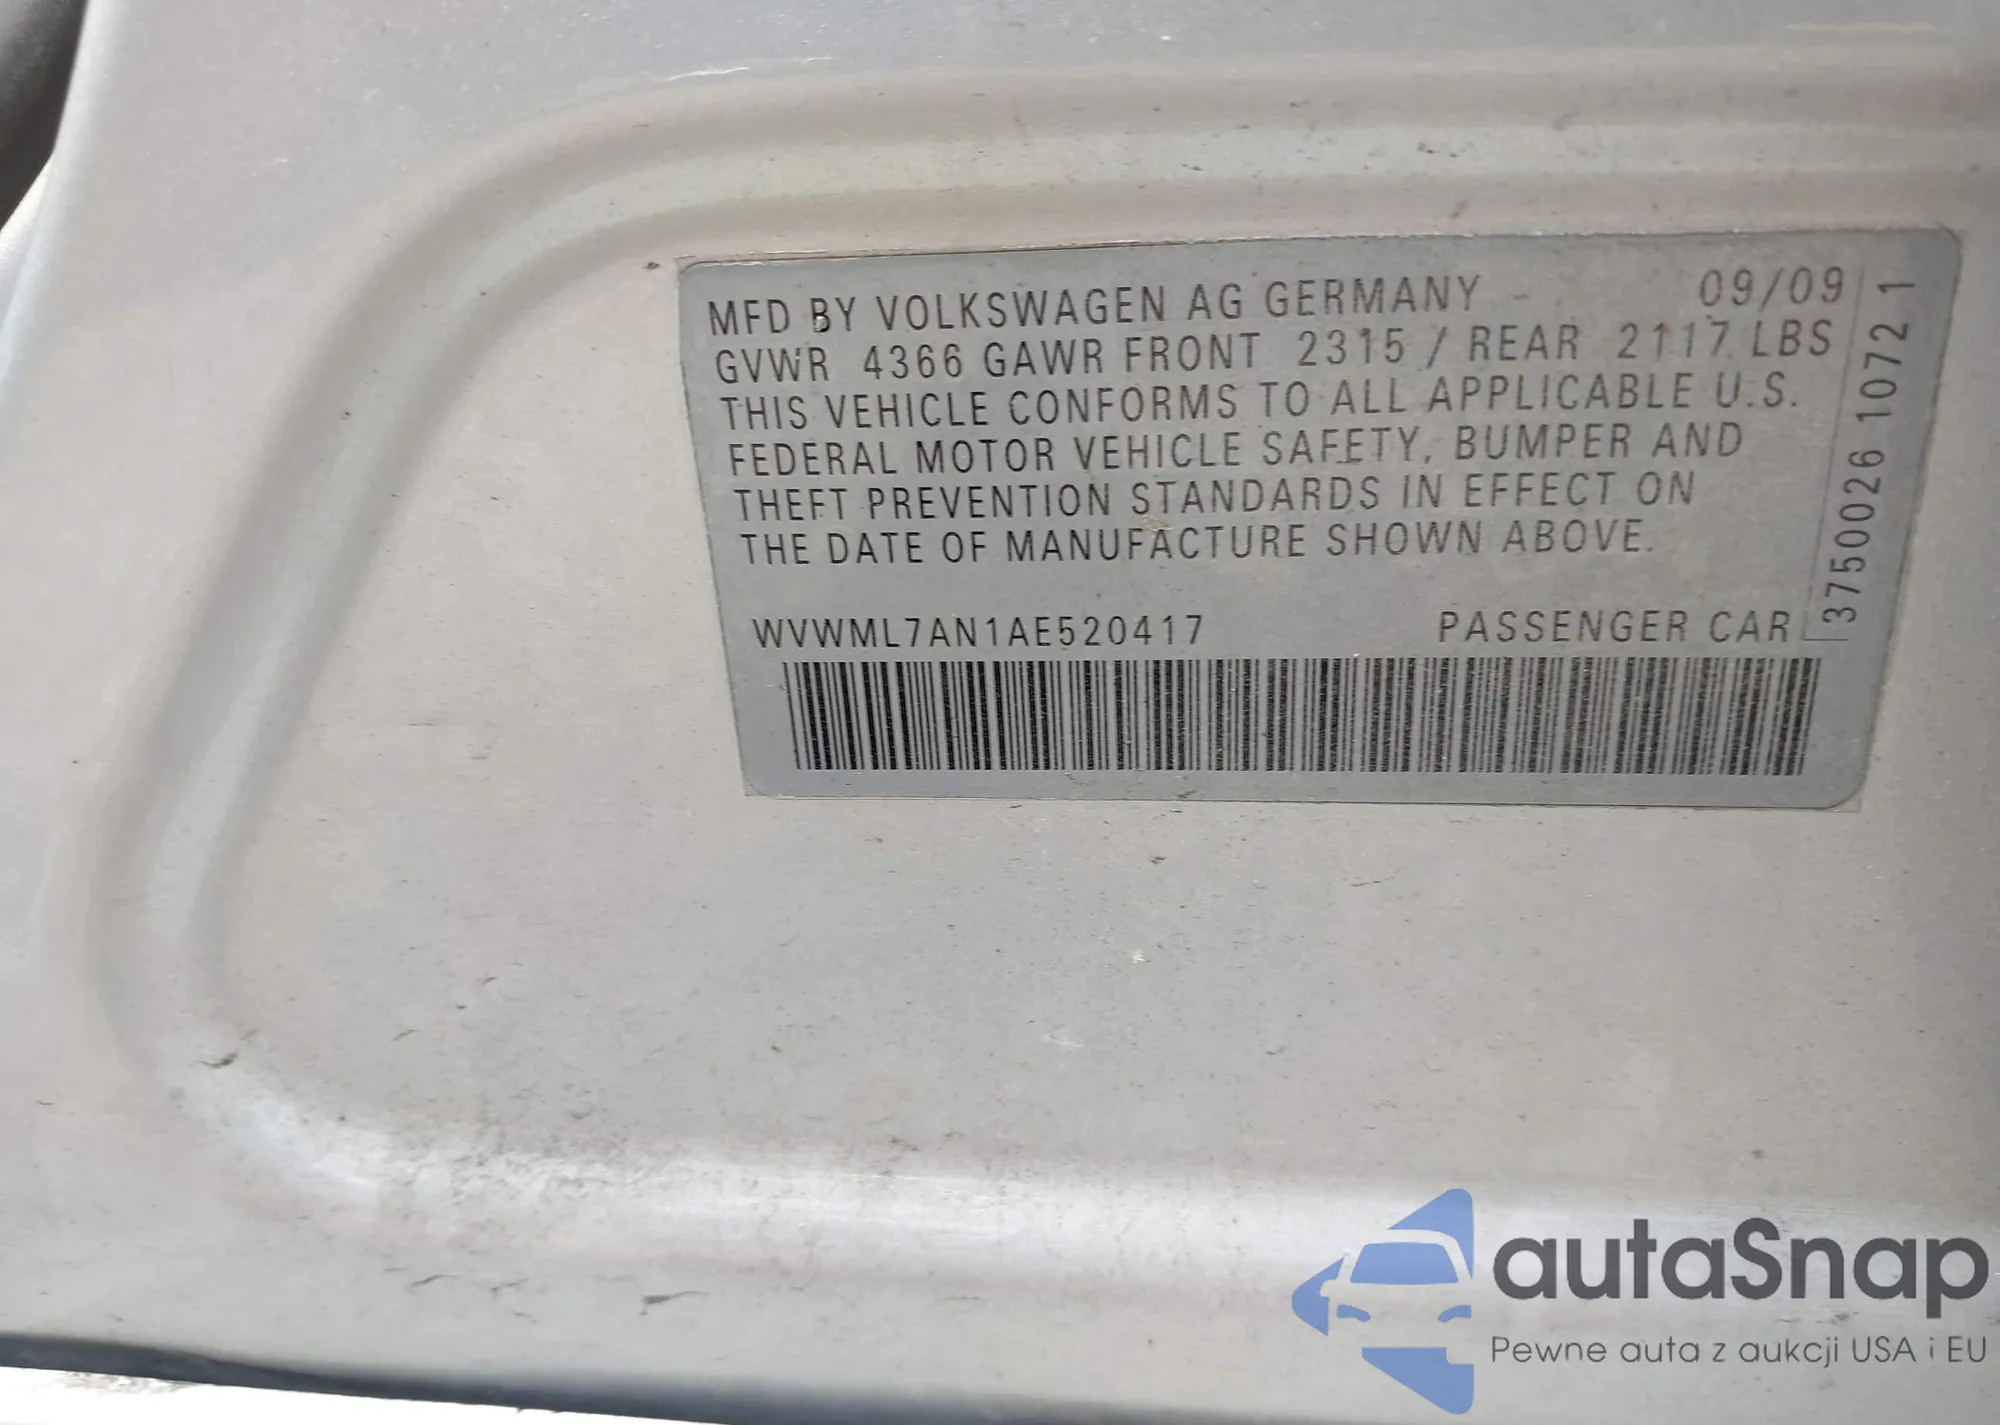 MFD BY VOLKSWAGEN AG GERMANY - 09/09
GVWR 4366 GAWR FRONT 2315 / REAR 2117 LBS
THIS VEHICLE CONFORMS TO ALL APPLICABLE U.S.
FEDERAL MOTOR VEHICLE SAFETY, BUMPER AND
THEFT PREVENTION STANDARDS IN EFFECT ON
THE DATE OF MANUFACTURE SHOWN ABOVE.
WVWML7AN1AE520417 PASSENGER CAR
3750026 1072 1
autaSnap
Pewne auta z aukcji USA i EU